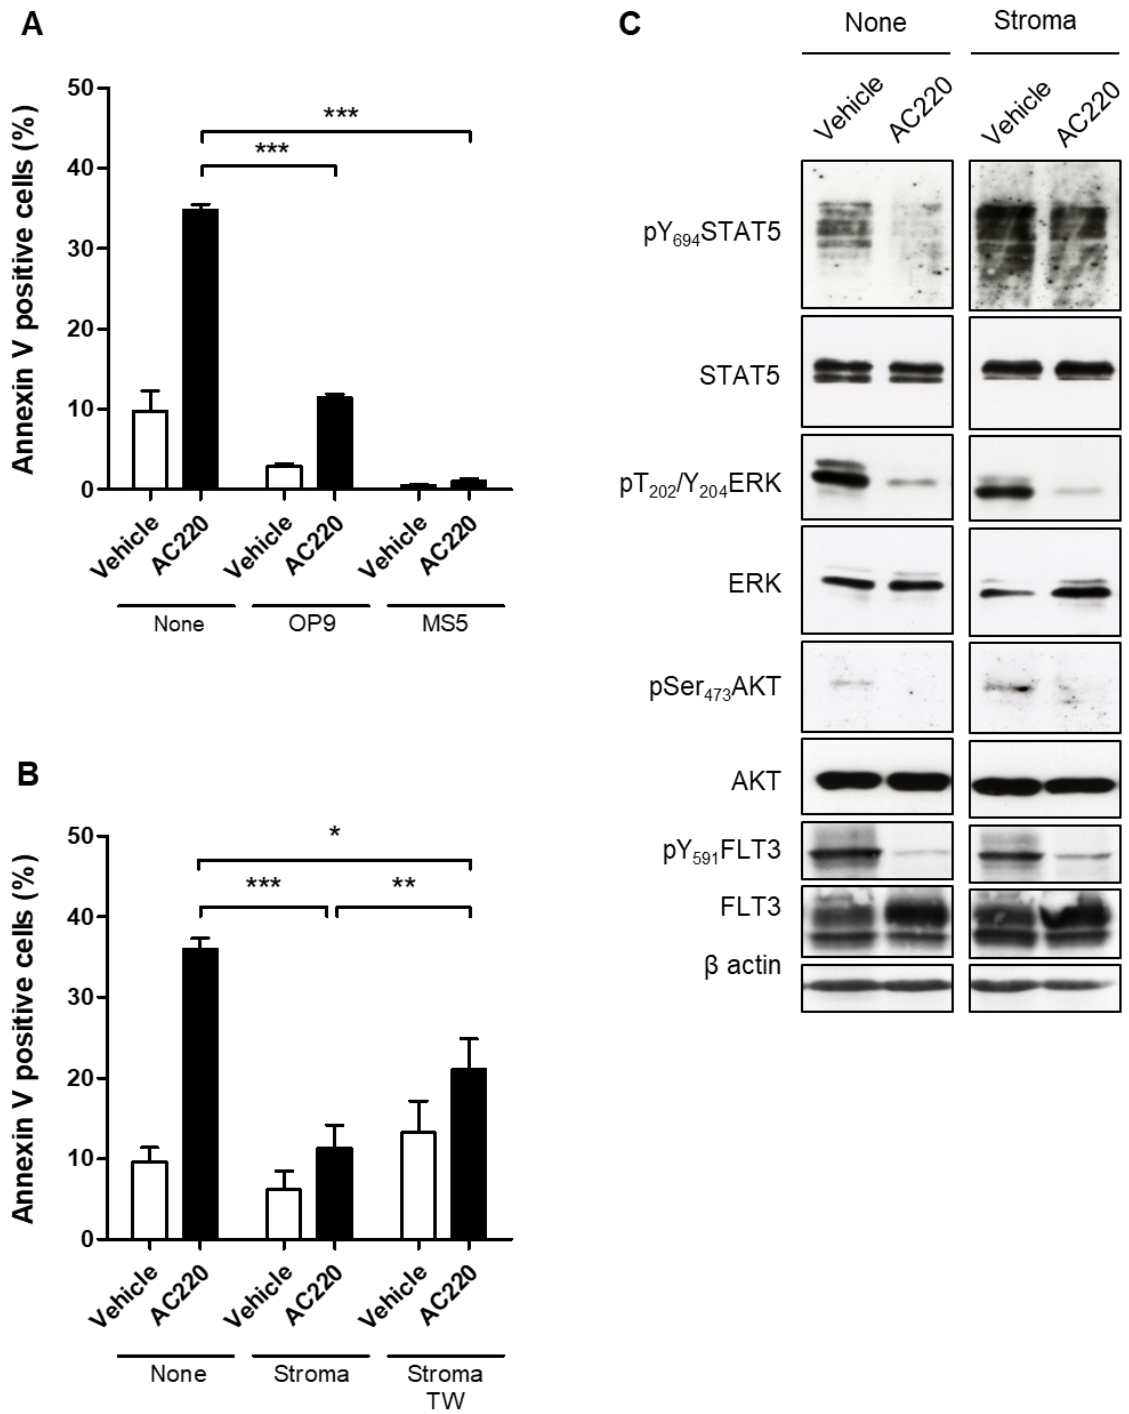 A
Annexin V positive cells (%)
50
40
30
20
10
0
***
***
Vehicle
AC220
Vehicle
AC220
Vehicle
AC220
None
OP9
MS5
B
Annexin V positive cells (%)
50
40
30
20
10
0
*
***
**
Vehicle
AC220
Vehicle
AC220
Vehicle
AC220
None
Stroma
Stroma
TW
C
None
Stroma
Vehicle
AC220
Vehicle
AC220
pY694STAT5
STAT5
pT202/Y204ERK
ERK
pSer473AKT
AKT
pY591FLT3
FLT3
β actin